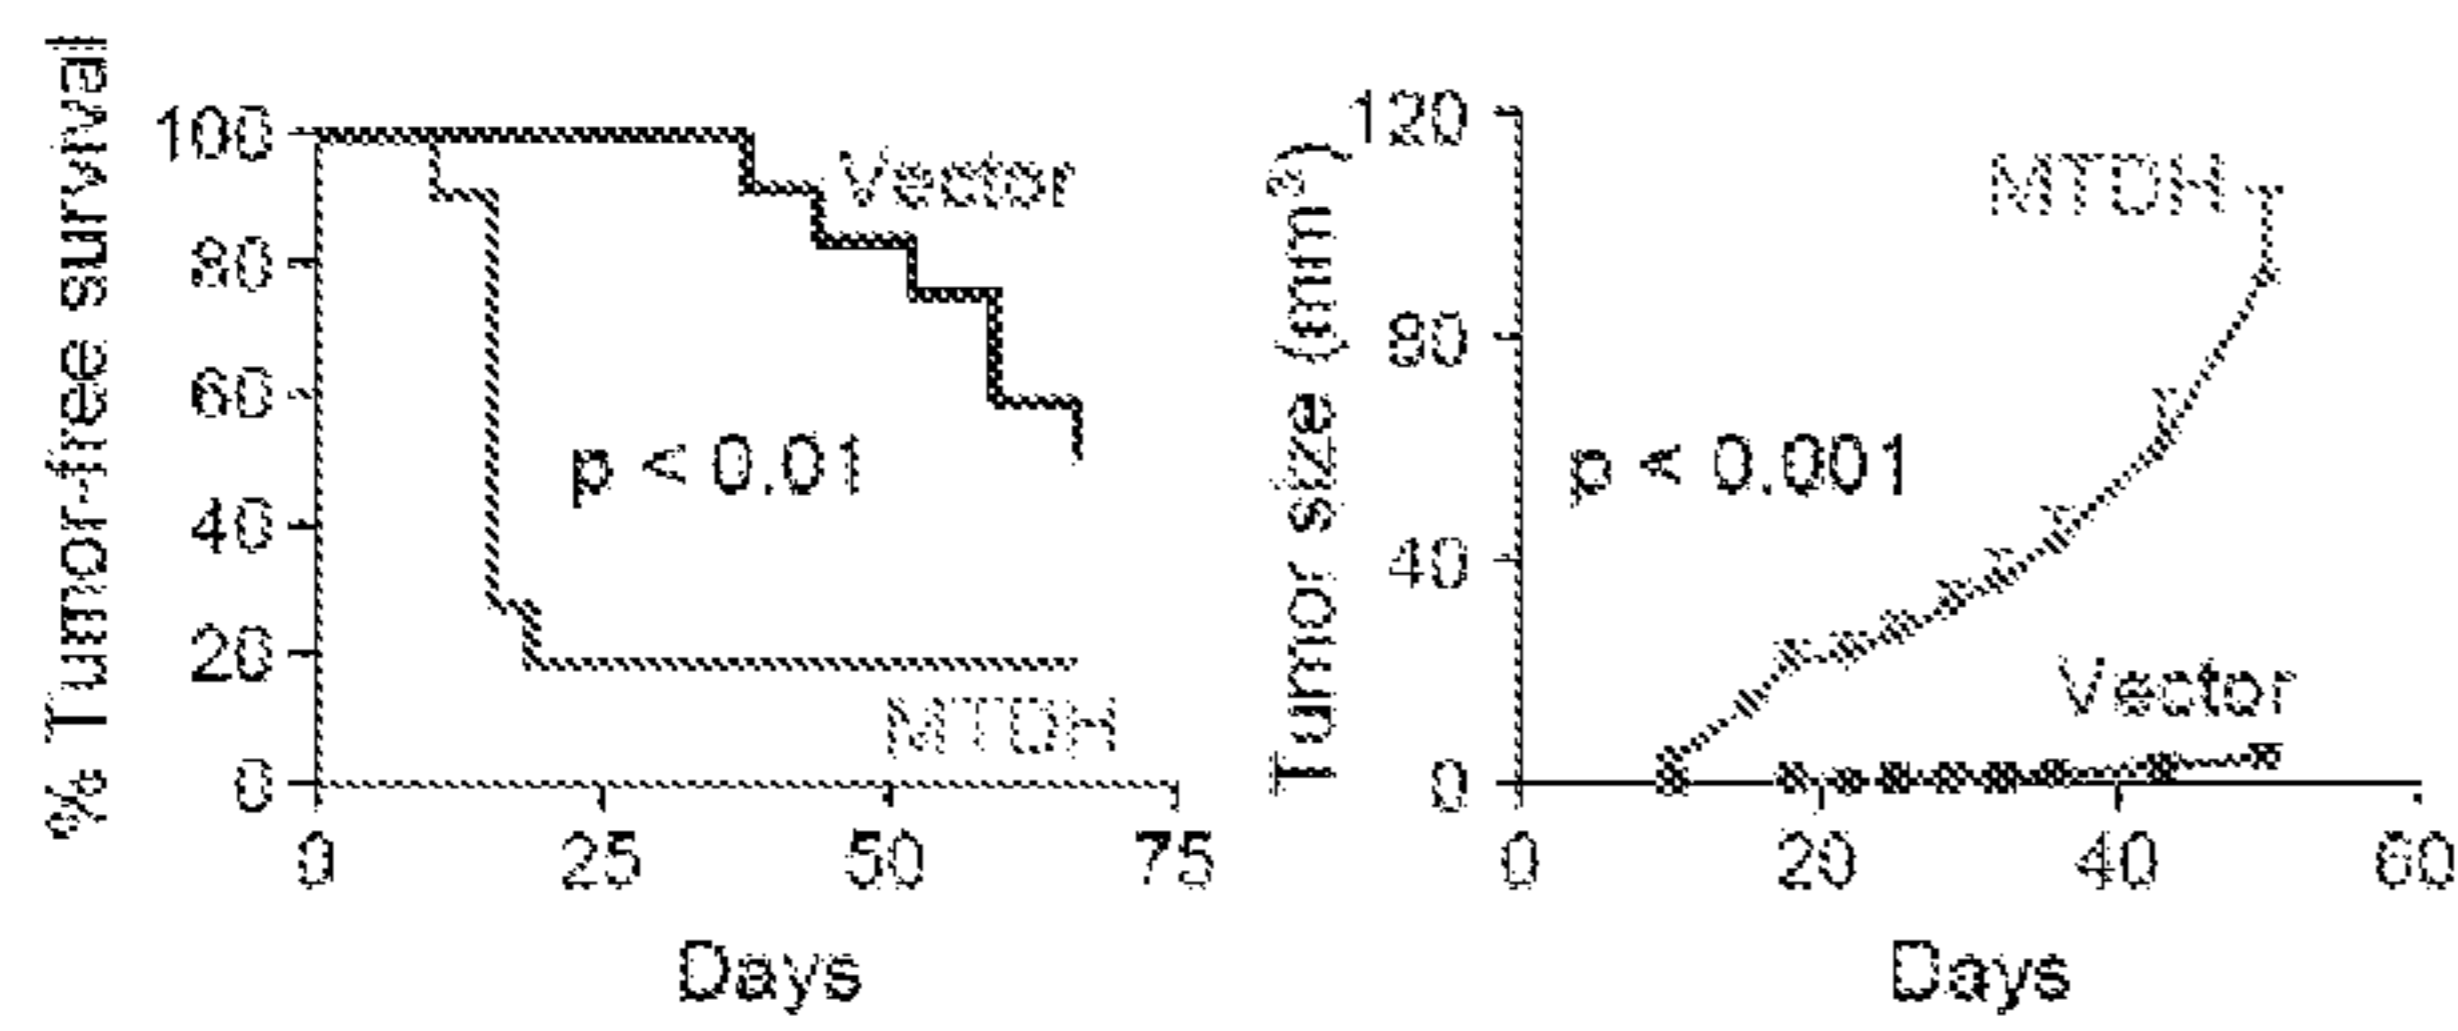 % Tumor-free survival
100
80
60
40
20
0
Vector
p < 0.01
MTDH
0 25 50 75
Days
Tumor size (mm³)
120
80
40
0
MTDH
p < 0.001
Vector
0 20 40 60
Days